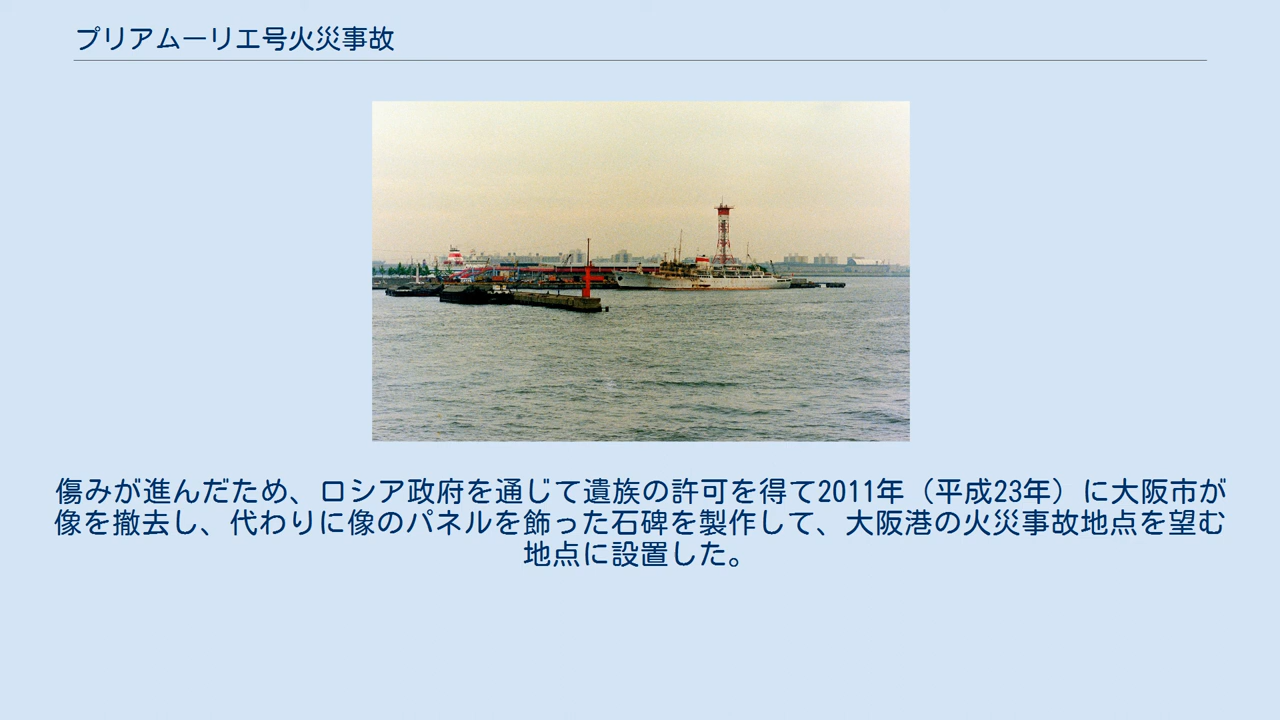 プリアムーリエ号火災事故
傷みが進んだため、ロシア政府を通じて遺族の許可を得て2011年（平成23年）に大阪市が
像を撤去し、代わりに像のパネルを飾った石碑を製作して、大阪港の火災事故地点を望む
地点に設置した。